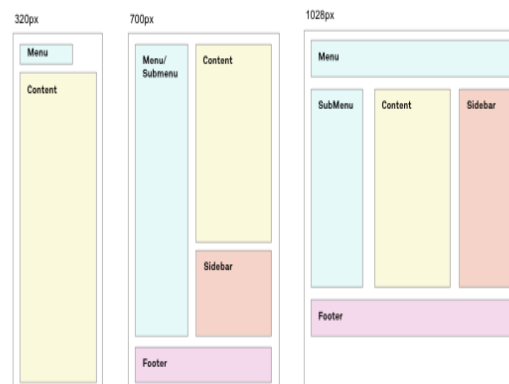 320px
Menu
Content
700px
Menu/
Submenu
Content
Sidebar
Footer
1028px
Menu
SubMenu
Content
Sidebar
Footer